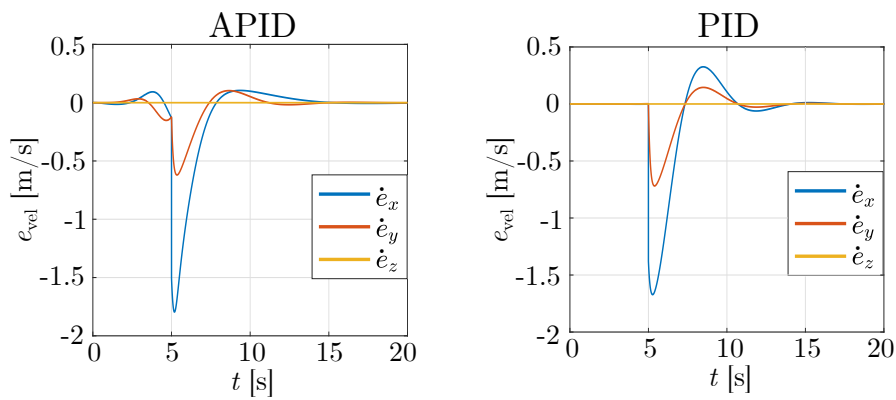 APID
0.5
0
-0.5
-1
-1.5
-2
e_vel [m/s]
ė_x
ė_y
ė_z
0 5 10 15 20
t [s]
PID
0.5
0
-0.5
-1
-1.5
-2
e_vel [m/s]
ė_x
ė_y
ė_z
0 5 10 15 20
t [s]